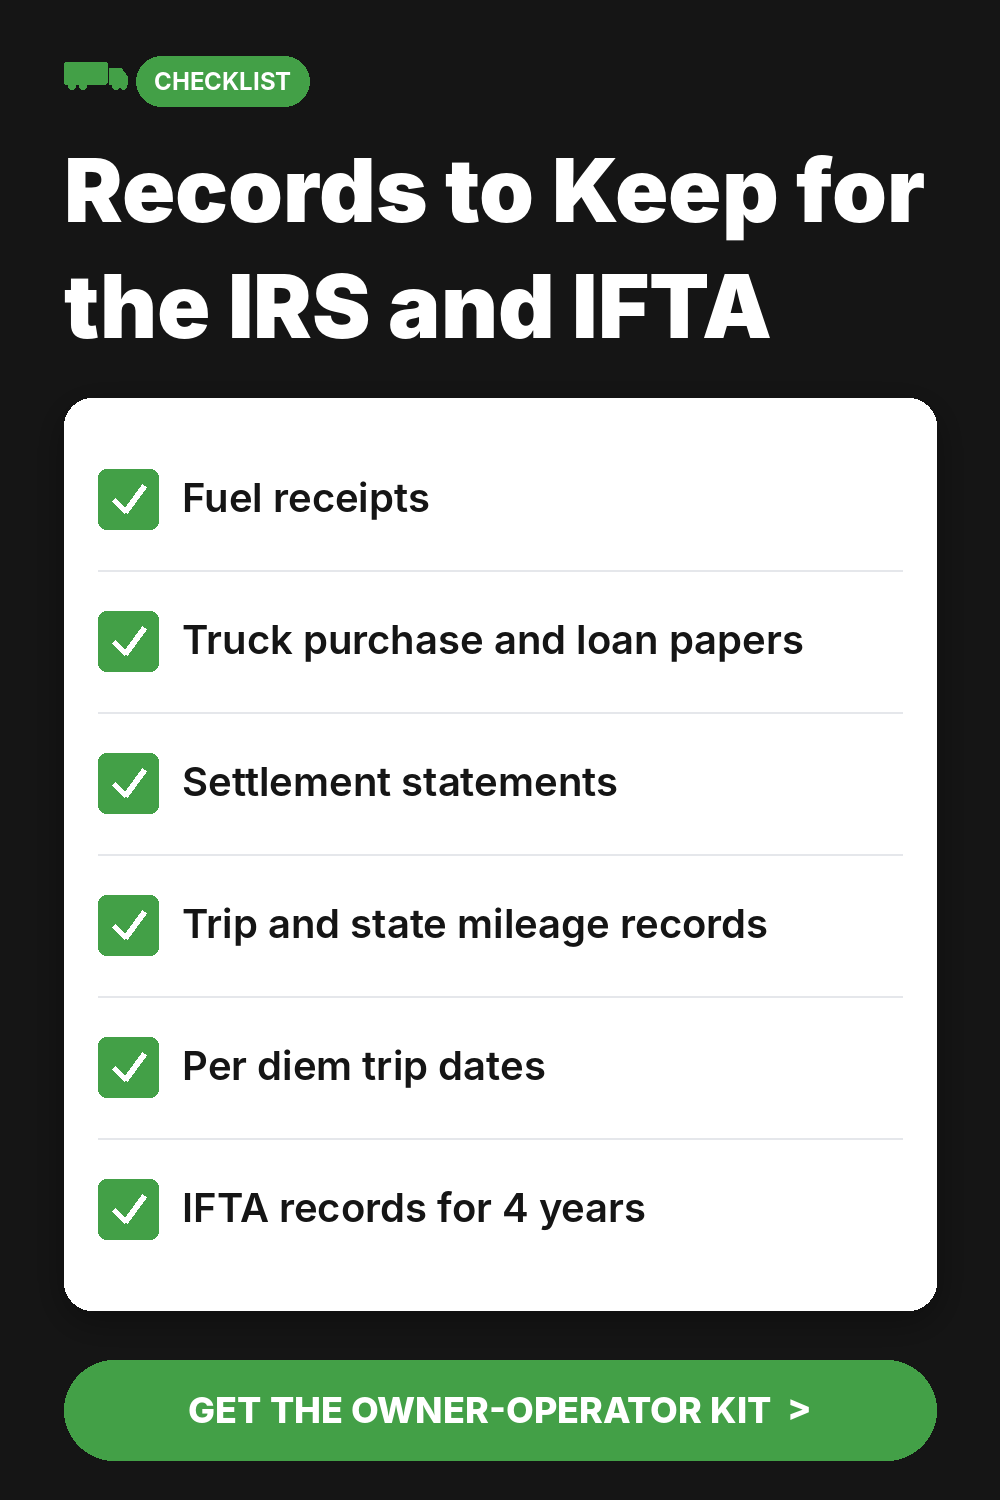 CHECKLIST
Records to Keep for
the IRS and IFTA
Fuel receipts
Truck purchase and loan papers
Settlement statements
Trip and state mileage records
Per diem trip dates
IFTA records for 4 years
GET THE OWNER-OPERATOR KIT >